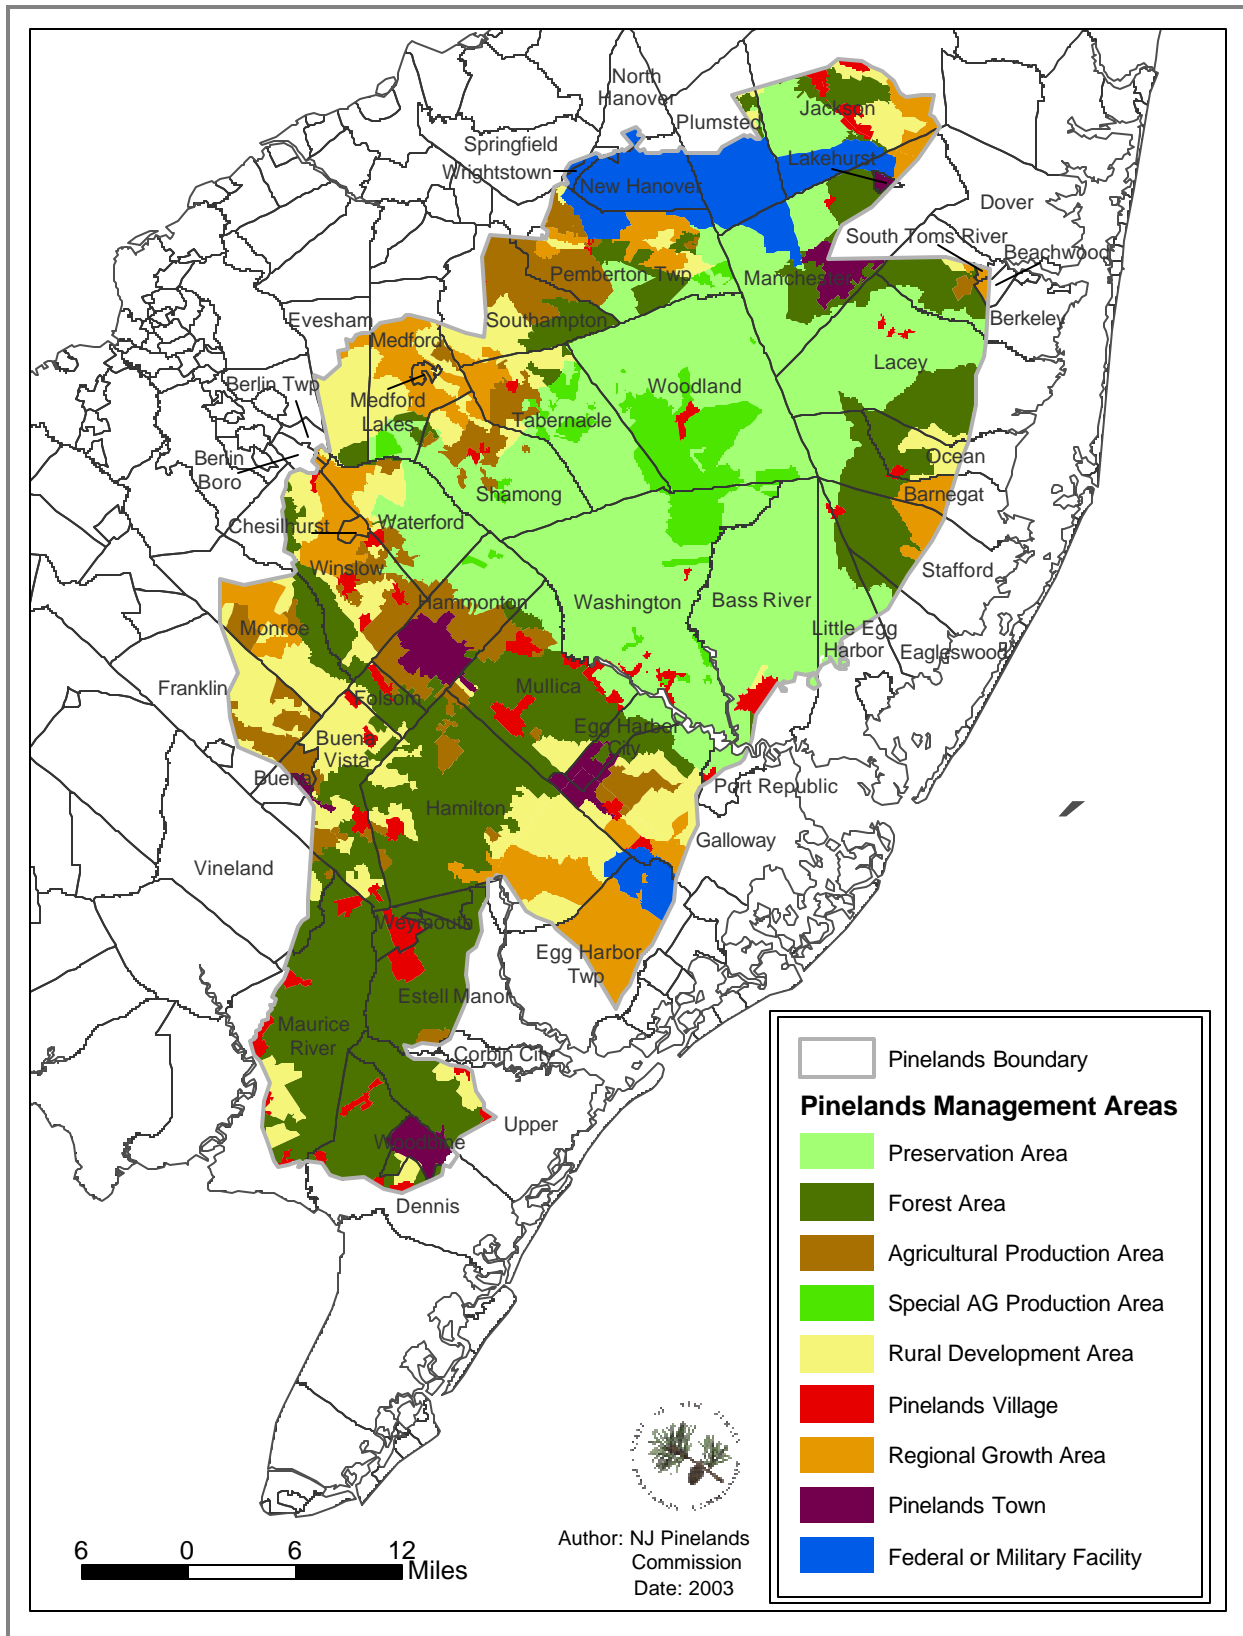 North
Hanover
Plumsted
Jackson
Springfield
Wrightstown
New Hanover
Lakehurst
Dover
South Toms River
Beachwood
Pemberton Twp
Manchester
Berkeley
Evesham
Southampton
Medford
Lacey
Berlin Twp
Medford
Lakes
Woodland
Tabernacle
Berlin
Boro
Ocean
Barnegat
Shamong
Chesilhurst
Waterford
Winslow
Stafford
Hammonton
Washington
Bass River
Monroe
Little Egg
Harbor
Eagleswood
Franklin
Folsom
Mullica
Egg Harbor
City
Buena
Vista
Buena
Port Republic
Hamilton
Galloway
Vineland
Weymouth
Egg Harbor
Twp
Estell Manor
Maurice
River
Corbin City
Upper
Woodbine
Dennis
Pinelands Boundary
Pinelands Management Areas
Preservation Area
Forest Area
Agricultural Production Area
Special AG Production Area
Rural Development Area
Pinelands Village
Regional Growth Area
Pinelands Town
Federal or Military Facility
6 0 6 12
Miles
Author: NJ Pinelands
Commission
Date: 2003